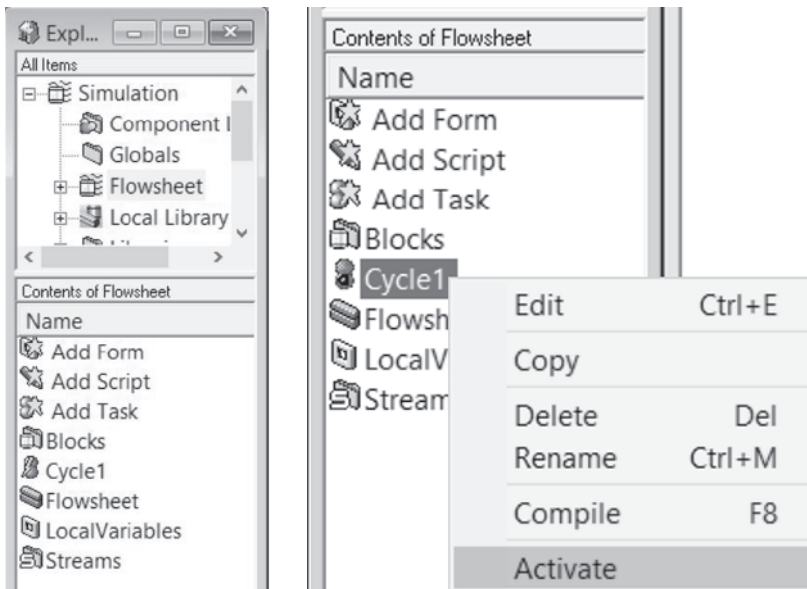 Expl...
All Items
Simulation
Component L
Globals
Flowsheet
Local Library
Contents of Flowsheet
Name
Add Form
Add Script
Add Task
Blocks
Cycle1
Flowsheet
LocalVariables
Streams
Contents of Flowsheet
Name
Add Form
Add Script
Add Task
Blocks
Cycle1
Flowsh
LocalV
Stream
Edit Ctrl+E
Copy
Delete Del
Rename Ctrl+M
Compile F8
Activate